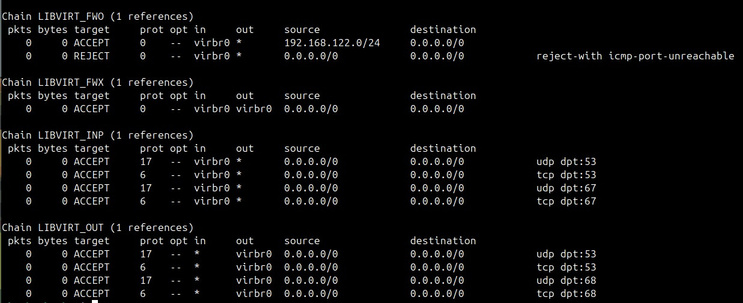 Chain LIBVIRT_FWO (1 references)
 pkts bytes target     prot opt in     out     source               destination
    0     0 ACCEPT     0    --  virbr0 *       192.168.122.0/24     0.0.0.0/0
    0     0 REJECT     0    --  virbr0 *       0.0.0.0/0            0.0.0.0/0            reject-with icmp-port-unreachable
Chain LIBVIRT_FWX (1 references)
 pkts bytes target     prot opt in     out     source               destination
    0     0 ACCEPT     0    --  virbr0 virbr0  0.0.0.0/0            0.0.0.0/0
Chain LIBVIRT_INP (1 references)
 pkts bytes target     prot opt in     out     source               destination
    0     0 ACCEPT     17   --  virbr0 *       0.0.0.0/0            0.0.0.0/0            udp dpt:53
    0     0 ACCEPT     6    --  virbr0 *       0.0.0.0/0            0.0.0.0/0            tcp dpt:53
    0     0 ACCEPT     17   --  virbr0 *       0.0.0.0/0            0.0.0.0/0            udp dpt:67
    0     0 ACCEPT     6    --  virbr0 *       0.0.0.0/0            0.0.0.0/0            tcp dpt:67
Chain LIBVIRT_OUT (1 references)
 pkts bytes target     prot opt in     out     source               destination
    0     0 ACCEPT     17   --  *      virbr0  0.0.0.0/0            0.0.0.0/0            udp dpt:53
    0     0 ACCEPT     6    --  *      virbr0  0.0.0.0/0            0.0.0.0/0            tcp dpt:53
    0     0 ACCEPT     17   --  *      virbr0  0.0.0.0/0            0.0.0.0/0            udp dpt:68
    0     0 ACCEPT     6    --  *      virbr0  0.0.0.0/0            0.0.0.0/0            tcp dpt:68